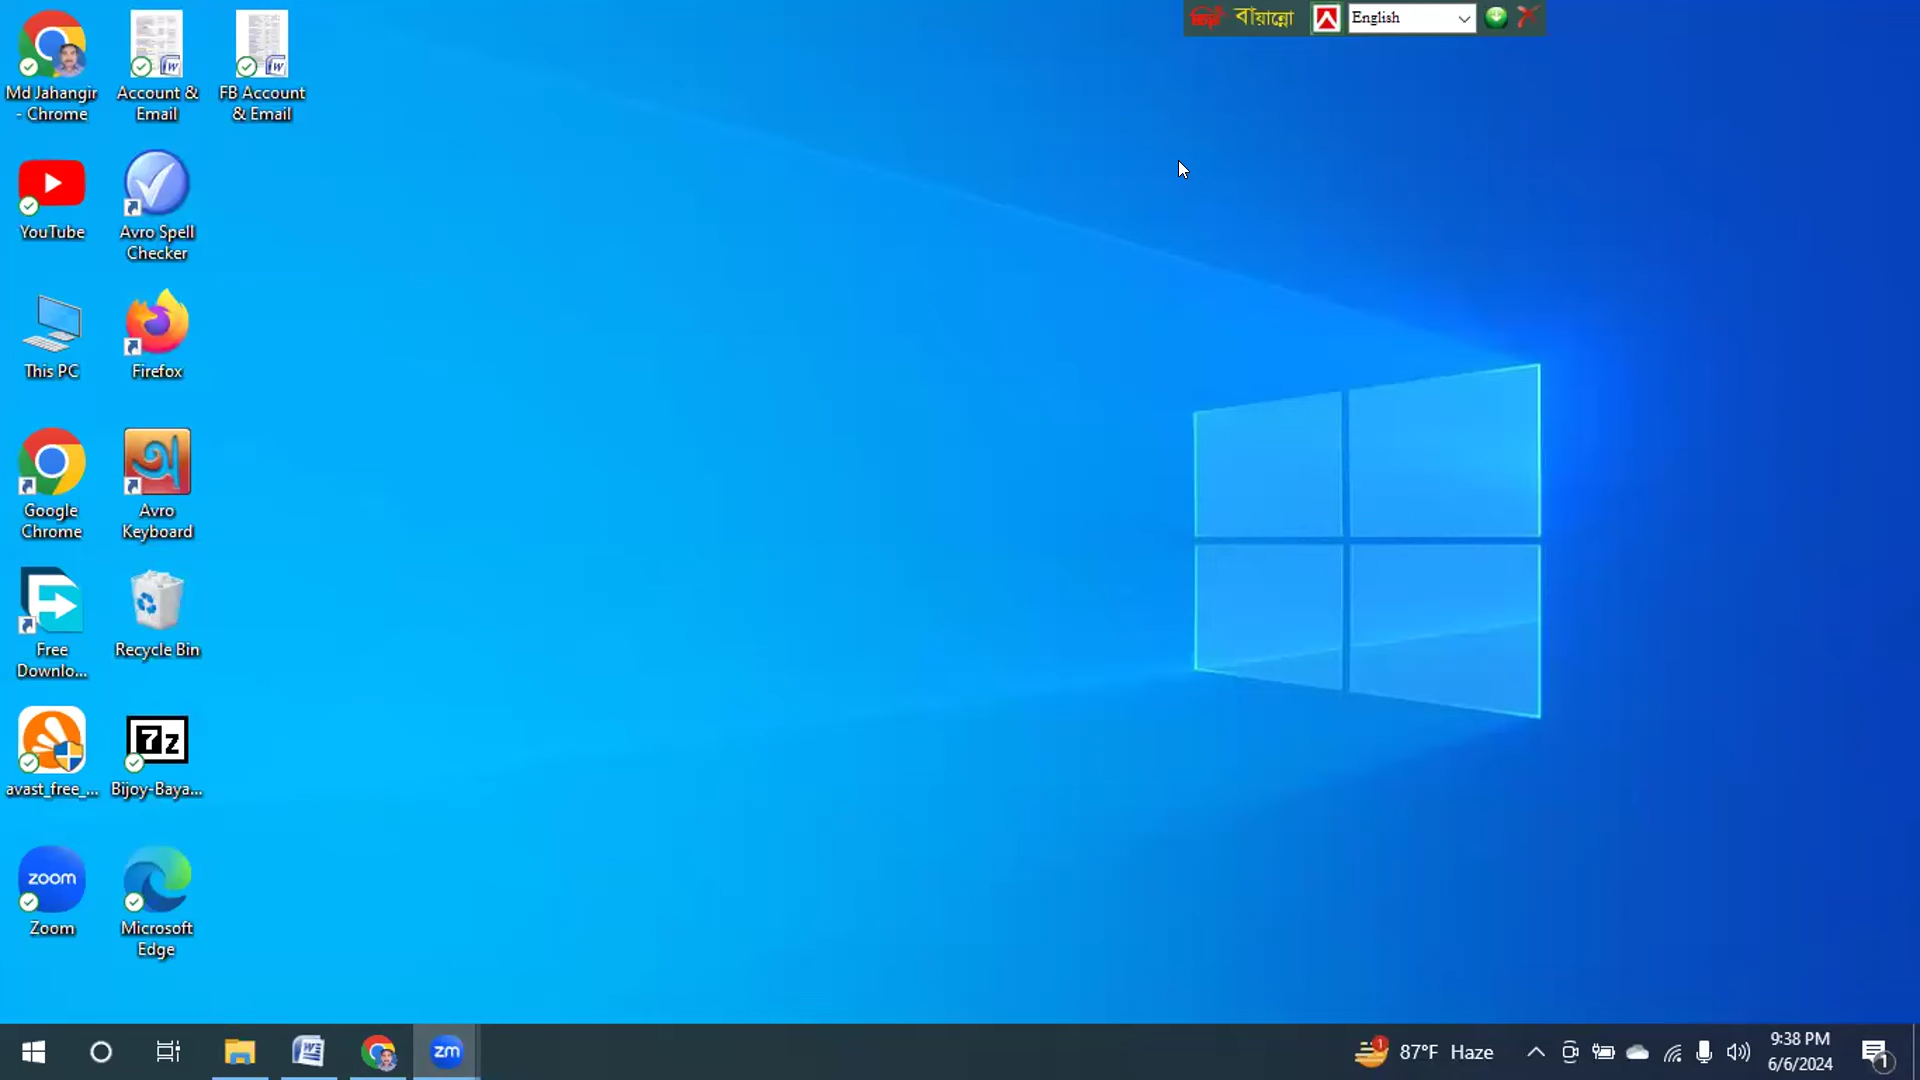 বায়ান্নো
English
Md Jahangir
- Chrome
Account &
Email
FB Account
& Email
YouTube
Avro Spell
Checker
This PC
Firefox
Google
Chrome
অ
Avro
Keyboard
Free
Downlo...
Recycle Bin
7z
avast_free_...
Bijoy-Baya...
zoom
Zoom
Microsoft
Edge
zm
1
87°F Haze
9:38 PM
6/6/2024
1